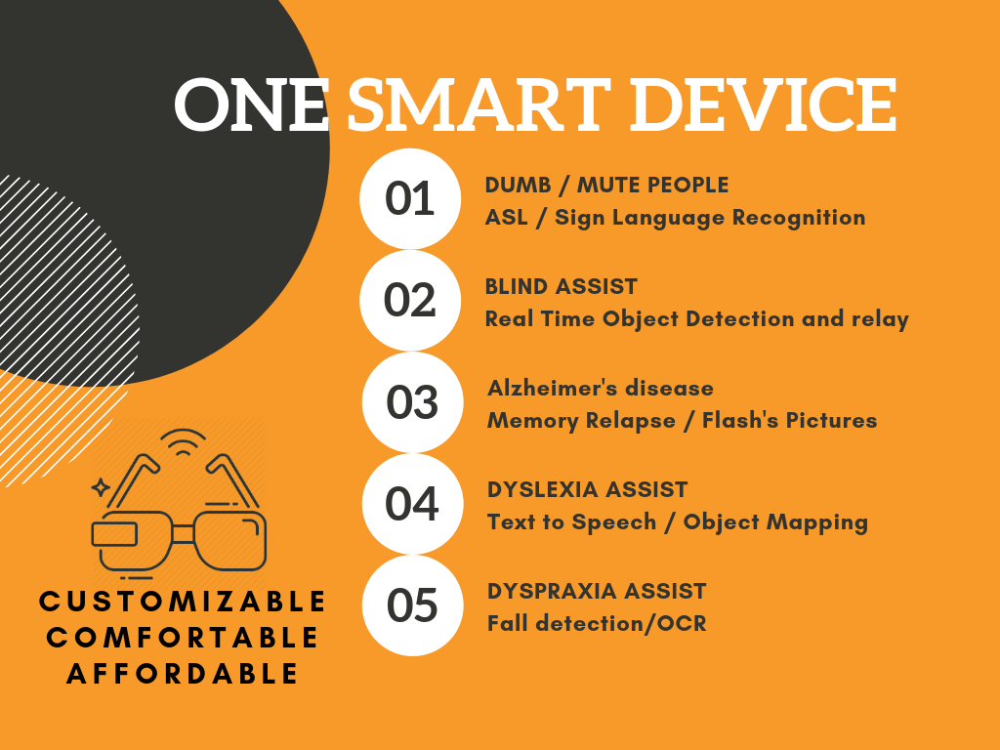 ONE SMART DEVICE
01
DUMB / MUTE PEOPLE
ASL / Sign Language Recognition
02
BLIND ASSIST
Real Time Object Detection and relay
03
Alzheimer's disease
Memory Relapse / Flash's Pictures
04
DYSLEXIA ASSIST
Text to Speech / Object Mapping
05
DYSPRAXIA ASSIST
Fall detection/OCR
CUSTOMIZABLE
COMFORTABLE
AFFORDABLE